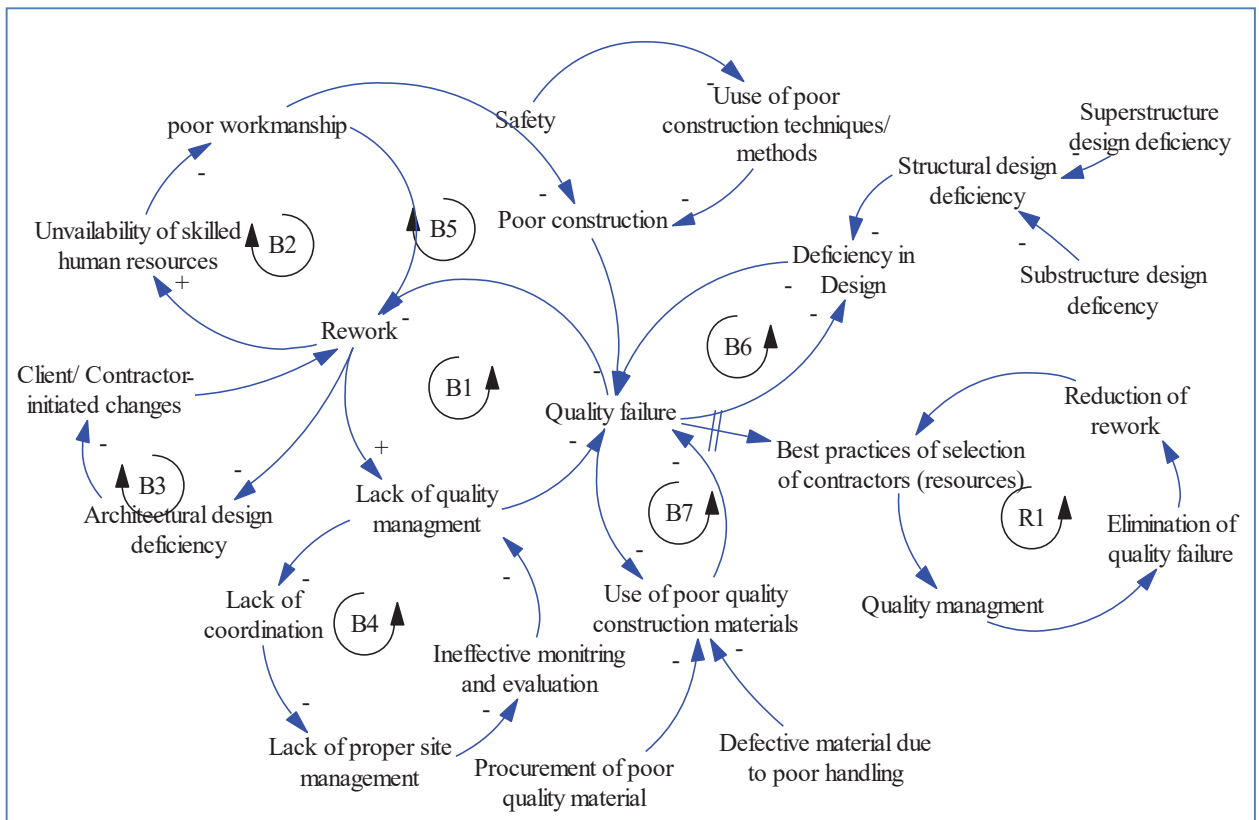 Safety
Uuse of poor
construction techniques/
methods
poor workmanship
Superstructure
design deficiency
Structural design
deficiency
Poor construction
Unvailability of skilled
human resources
B2
B5
Deficiency in
Design
Substructure design
deficency
Rework
B6
Client/ Contractor-
initiated changes
B1
Quality failure
Reduction of
rework
Best practices of selection
of contractors (resources)
B3
Architectural design
deficiency
Lack of quality
managment
B7
R1
Elimination of
quality failure
Lack of
coordination
B4
Use of poor quality
construction materials
Quality managment
Ineffective monitring
and evaluation
Lack of proper site
management
Procurement of poor
quality material
Defective material due
to poor handling
-
-
-
-
-
-
-
-
-
-
+
-
-
-
-
+
-
-
-
-
-
-
-
-
-
-